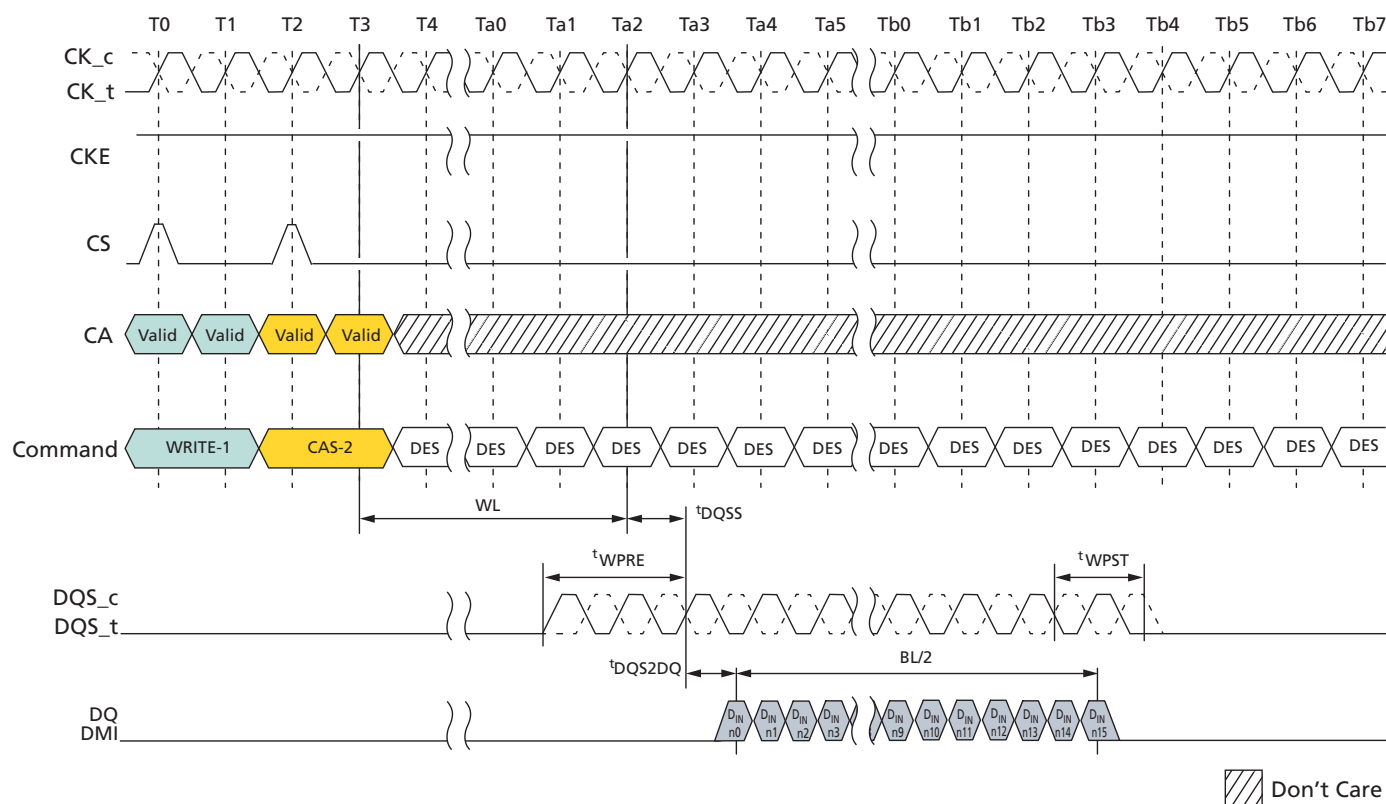 T0 T1 T2 T3 T4 Ta0 Ta1 Ta2 Ta3 Ta4 Ta5 Tb0 Tb1 Tb2 Tb3 Tb4 Tb5 Tb6 Tb7
CK_c
CK_t
CKE
CS
CA Valid Valid Valid Valid
Command WRITE-1 CAS-2 DES DES DES DES DES DES DES DES DES DES DES DES DES DES DES
WL tDQSS
tWPRE tWPST
DQS_c
DQS_t
tDQS2DQ BL/2
DQ
DMI
DIN n0 DIN n1 DIN n2 DIN n3 DIN n9 DIN n10 DIN n11 DIN n12 DIN n13 DIN n14 DIN n15
Don't Care